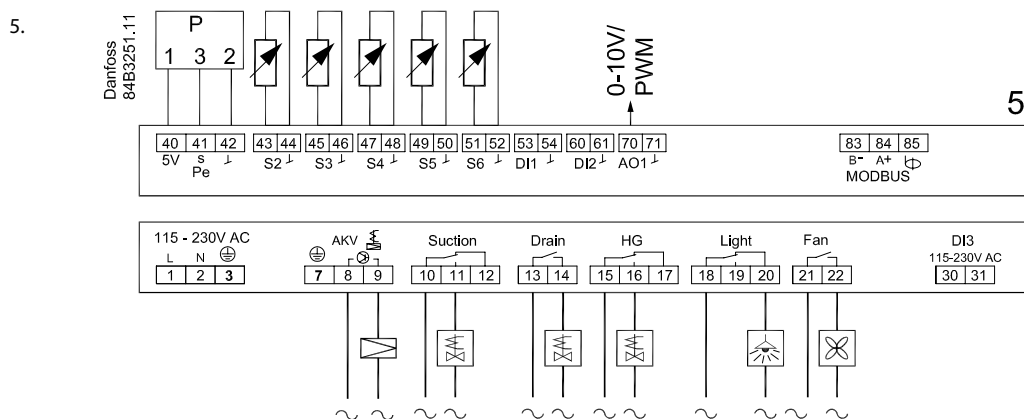 5.
Danfoss
84B3251.11
P
1 3 2
0-10V/
PWM
5
40 41 42 43 44 45 46 47 48 49 50 51 52 53 54 60 61 70 71 83 84 85
5V s ⊥ S2 ⊥ S3 ⊥ S4 ⊥ S5 ⊥ S6 ⊥ DI1 ⊥ DI2 ⊥ AO1 ⊥ B- A+
Pe MODBUS
115 - 230V AC AKV Suction Drain HG Light Fan DI3
L N 115-230V AC
1 2 3 7 8 9 10 11 12 13 14 15 16 17 18 19 20 21 22 30 31